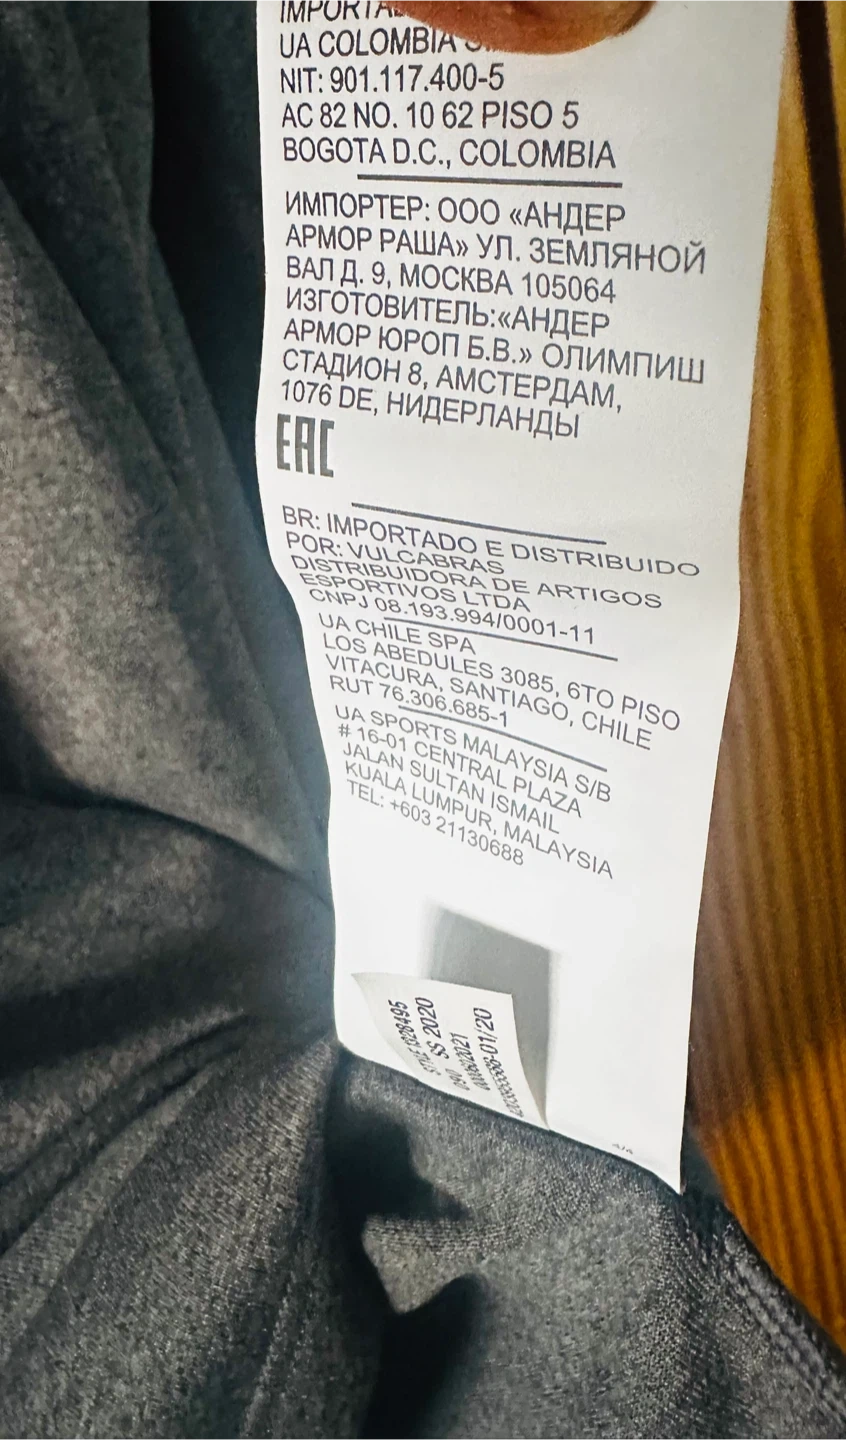 UA COLOMBIA
NIT: 901.117.400-5
AC 82 NO. 10 62 PISO 5
BOGOTA D.C., COLOMBIA
ИМПОРТЕР: ООО «АНДЕР
АРМОР РАША» УЛ. ЗЕМЛЯНОЙ
ВАЛ Д. 9, МОСКВА 105064
ИЗГОТОВИТЕЛЬ:«АНДЕР
АРМОР ЮРОП Б.В.» ОЛИМПИШ
СТАДИОН 8, АМСТЕРДАМ,
1076 DE, НИДЕРЛАНДЫ
EAC
BR: IMPORTADO E DISTRIBUIDO
POR: VULCABRAS
DISTRIBUIDORA DE ARTIGOS
ESPORTIVOS LTDA
CNPJ 08.193.994/0001-11
UA CHILE SPA
LOS ABEDULES 3085, 6TO PISO
VITACURA, SANTIAGO, CHILE
RUT 76.306.685-1
UA SPORTS MALAYSIA S/B
# 16-01 CENTRAL PLAZA
JALAN SULTAN ISMAIL
KUALA LUMPUR, MALAYSIA
TEL: +603 21130688
SS 2020
4/4